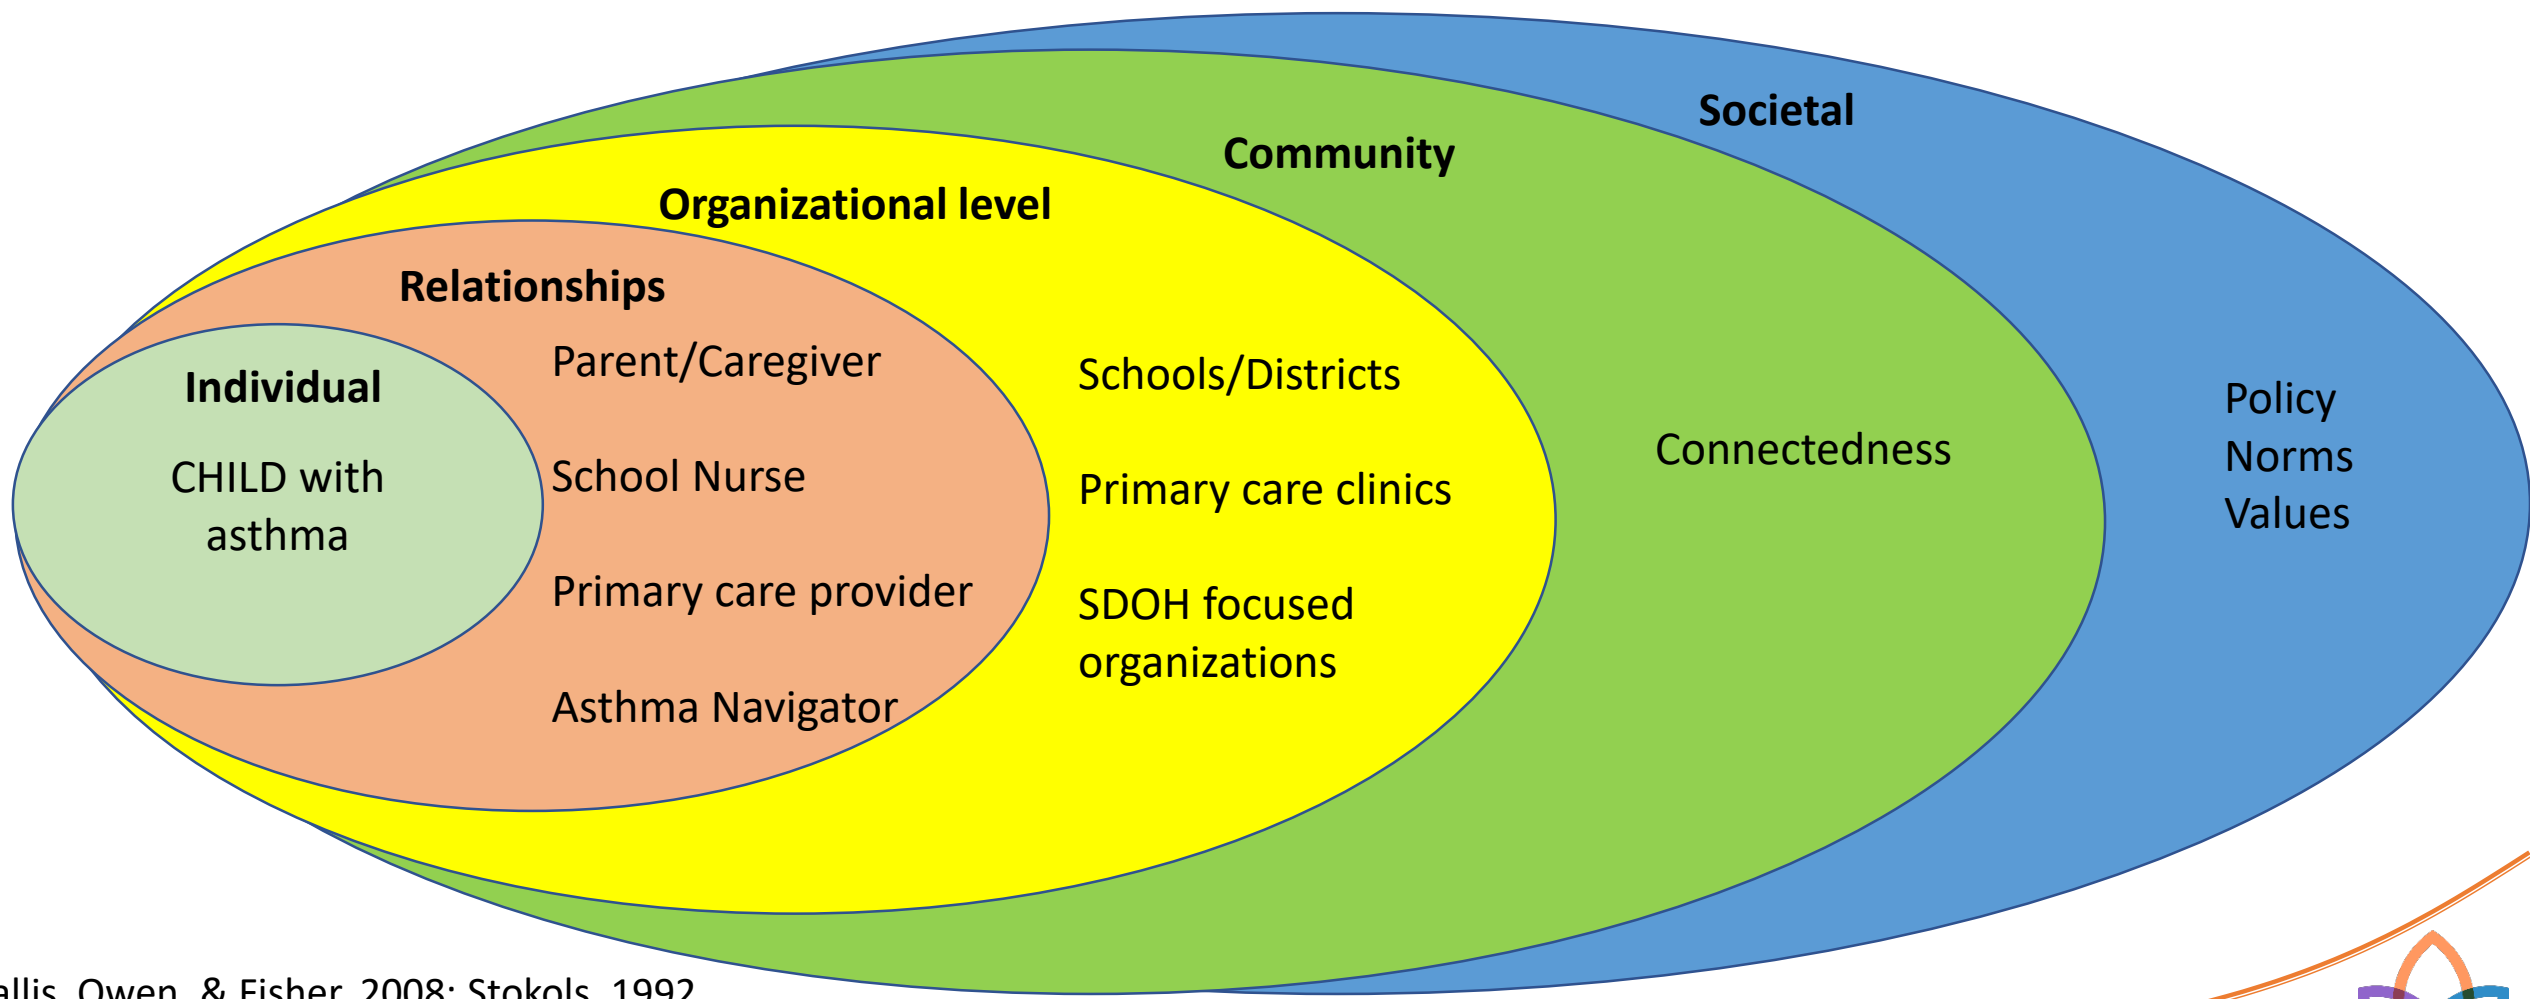 Societal
Community
Organizational level
Relationships
Individual
CHILD with
asthma
Parent/Caregiver
School Nurse
Primary care provider
Asthma Navigator
Schools/Districts
Primary care clinics
SDOH focused
organizations
Connectedness
Policy
Norms
Values
Owen, & Fisher, 2008; Stokols, 1992